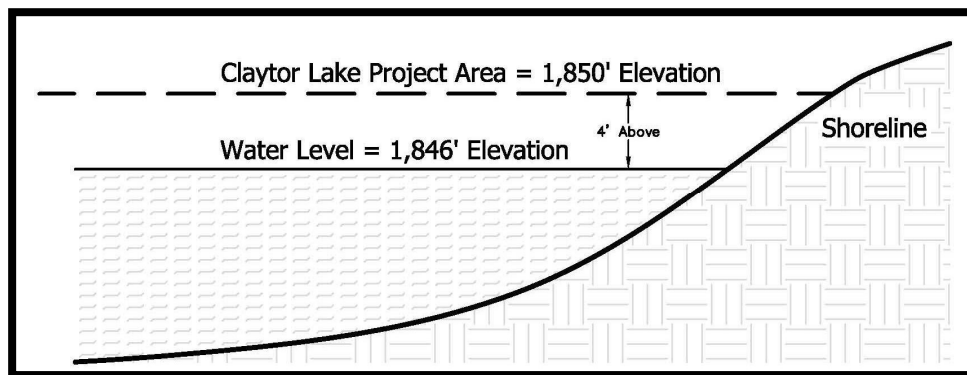 Claytor Lake Project Area = 1,850' Elevation
4' Above
Shoreline
Water Level = 1,846' Elevation